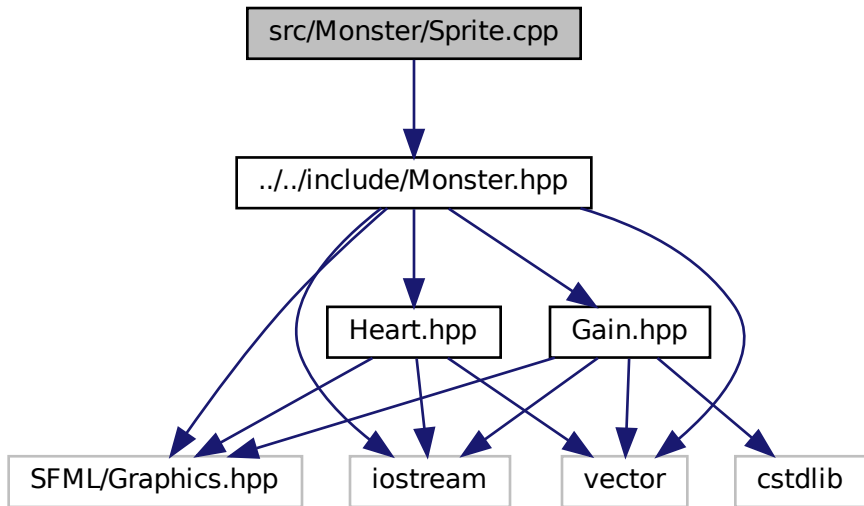 src/Monster/Sprite.cpp
../../include/Monster.hpp
Heart.hpp
Gain.hpp
SFML/Graphics.hpp
iostream
vector
cstdlib